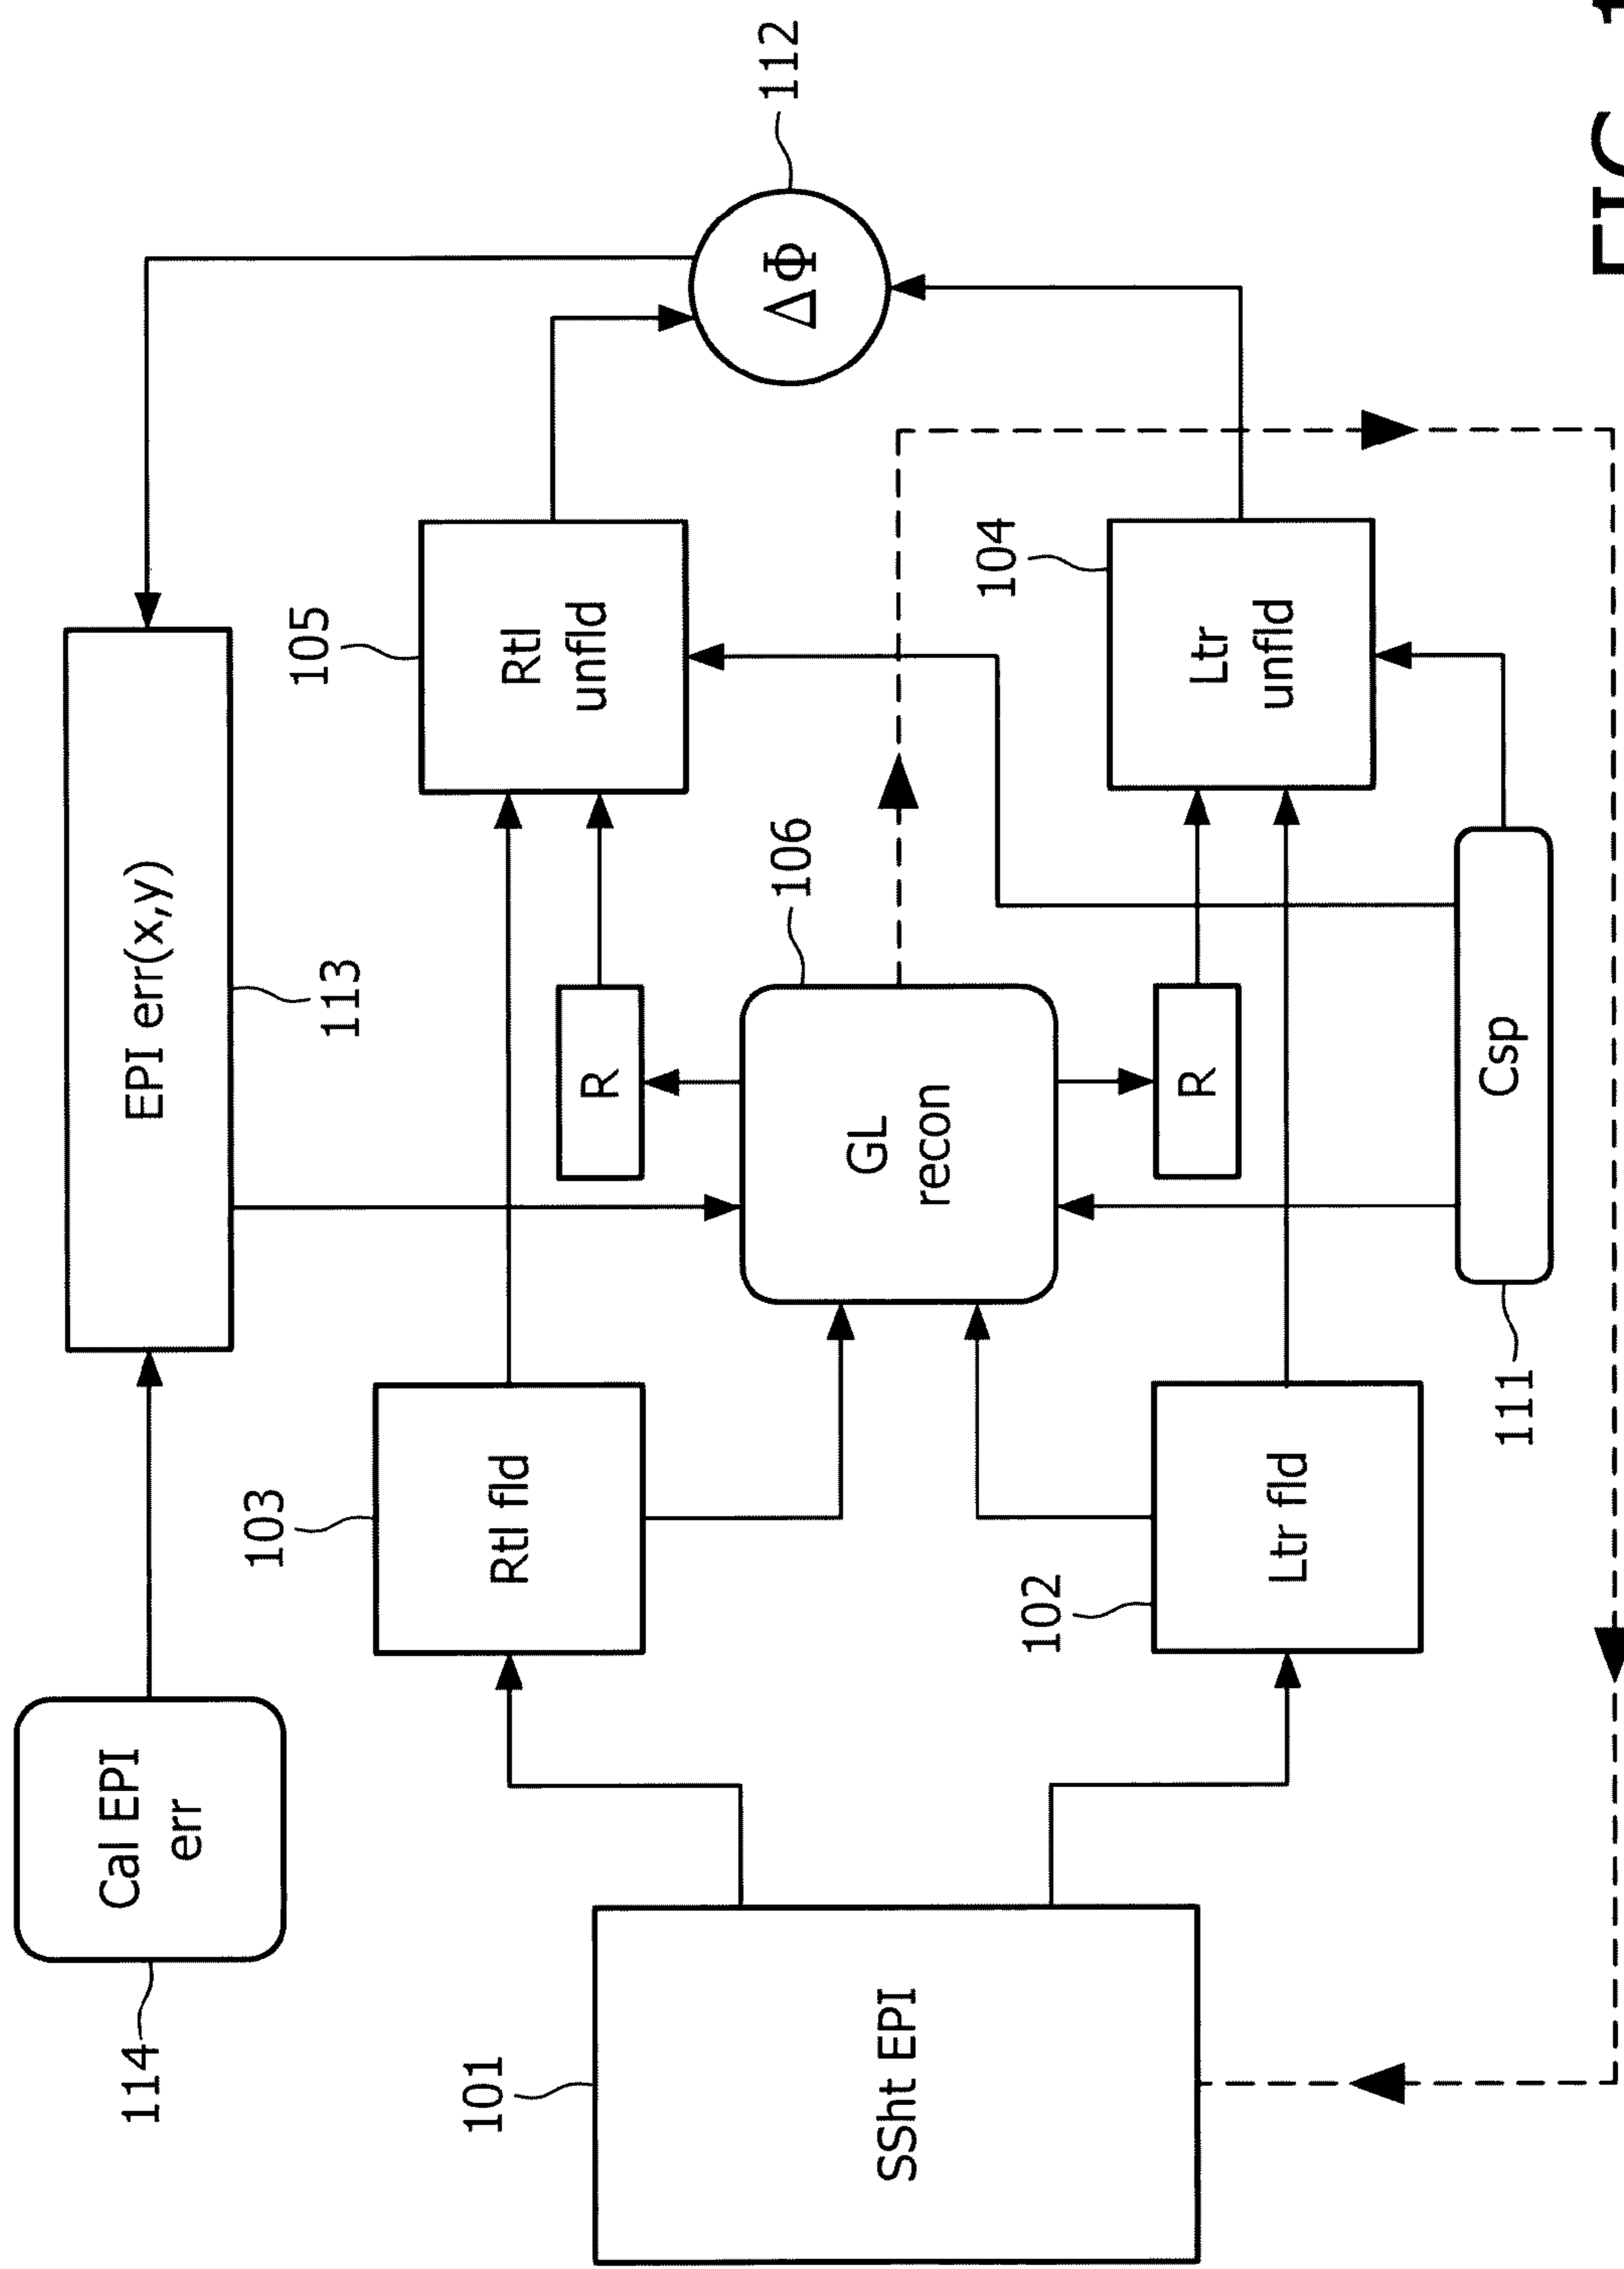 Cal EPI
err
114
EPI err(x,y)
113
103
Rtl fld
105
Rtl
unfld
R
101
SSht EPI
GL
recon
106
ΔΦ
112
102
Ltr fld
R
104
Ltr
unfld
111
Csp